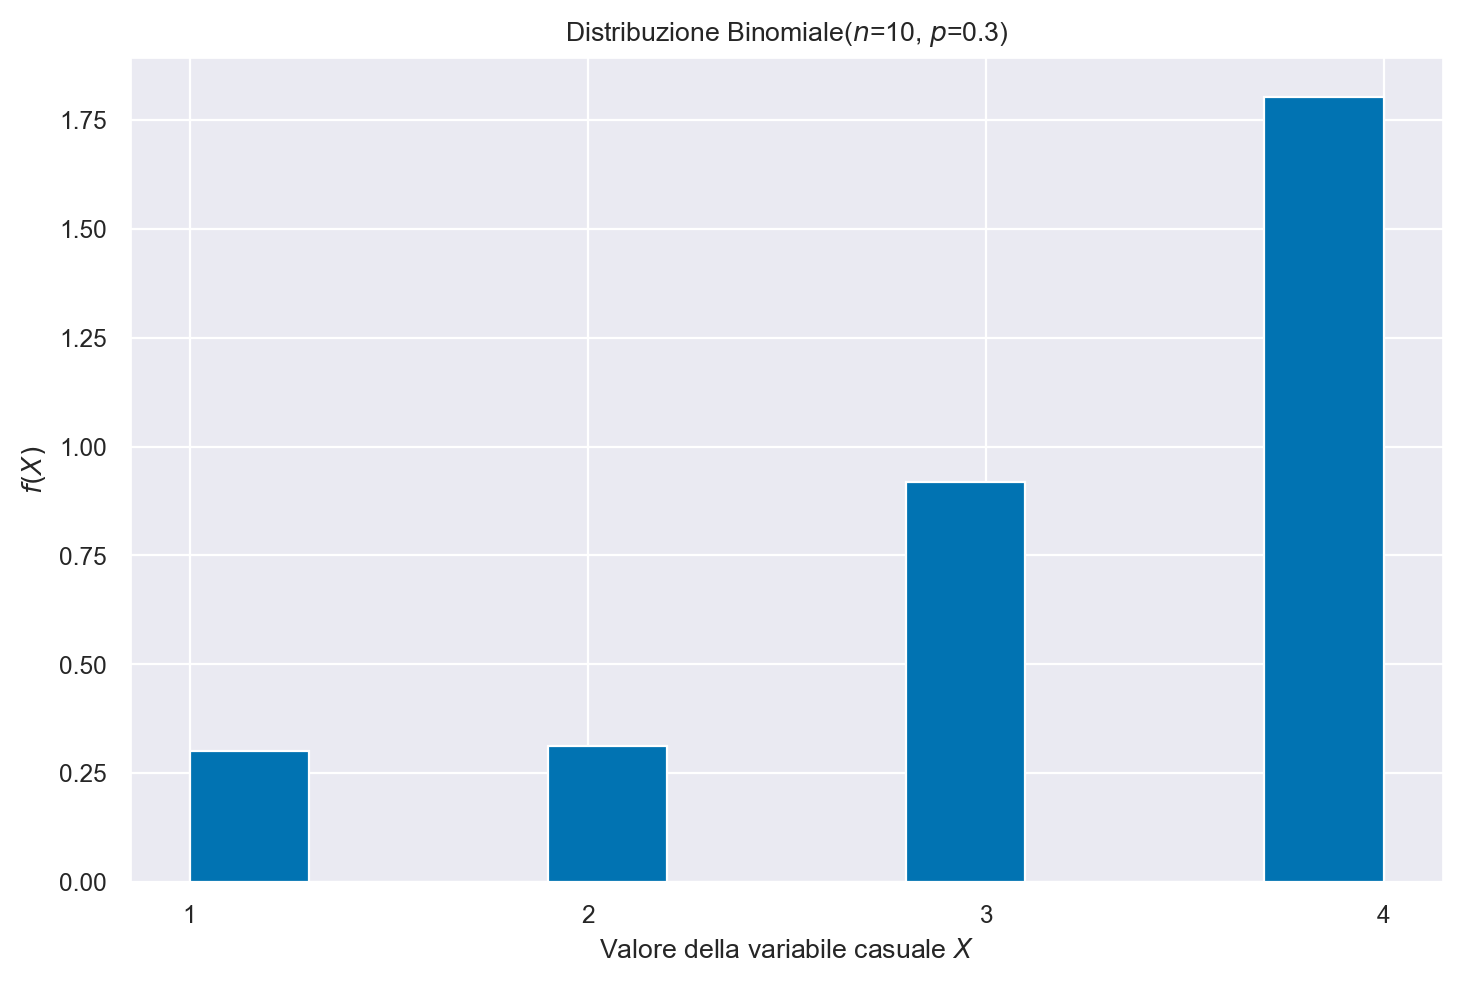 Distribuzione Binomiale(n=10, p=0.3)
1.75
1.50
1.25
1.00
0.75
0.50
0.25
0.00
f(X)
1 2 3 4
Valore della variabile casuale X